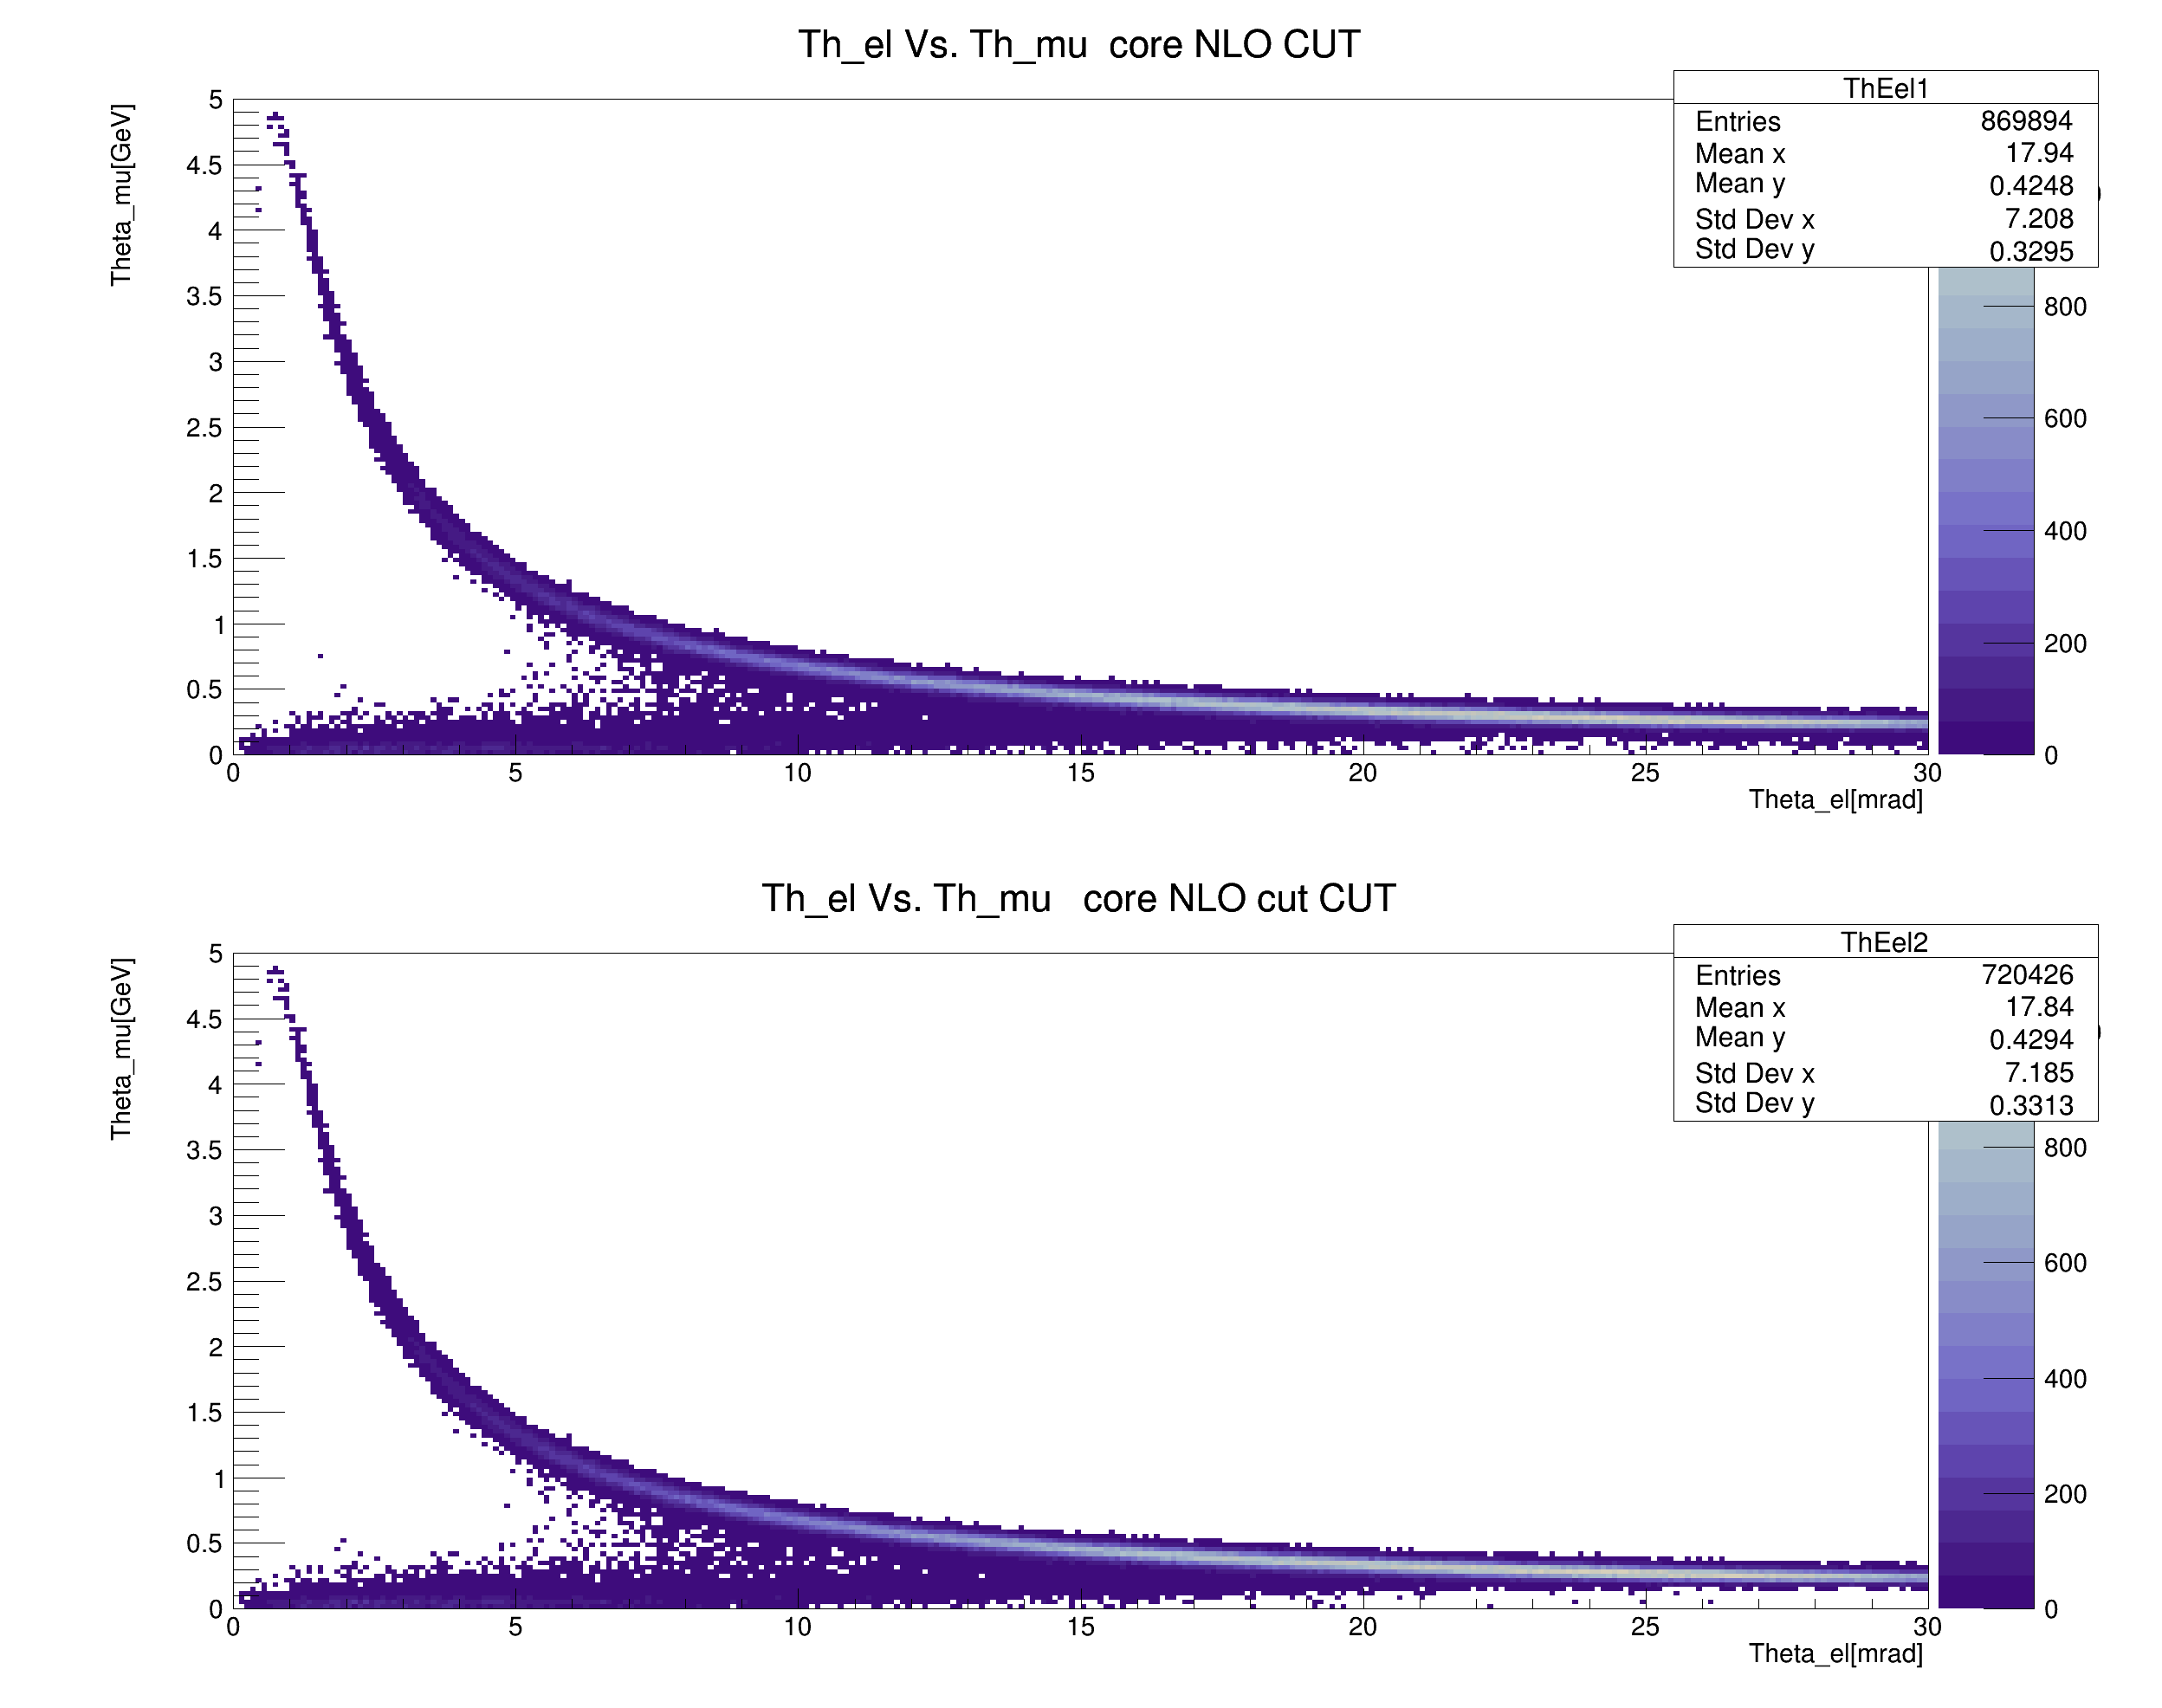 Th_el Vs. Th_mu  core NLO CUT
ThEel1
Entries 869894
Mean x 17.94
Mean y 0.4248
Std Dev x 7.208
Std Dev y 0.3295
Theta_mu[GeV]
5
4.5
4
3.5
3
2.5
2
1.5
1
0.5
0
0 5 10 15 20 25 30
Theta_el[mrad]
800
600
400
200
0
Th_el Vs. Th_mu   core NLO cut CUT
ThEel2
Entries 720426
Mean x 17.84
Mean y 0.4294
Std Dev x 7.185
Std Dev y 0.3313
Theta_mu[GeV]
5
4.5
4
3.5
3
2.5
2
1.5
1
0.5
0
0 5 10 15 20 25 30
Theta_el[mrad]
800
600
400
200
0